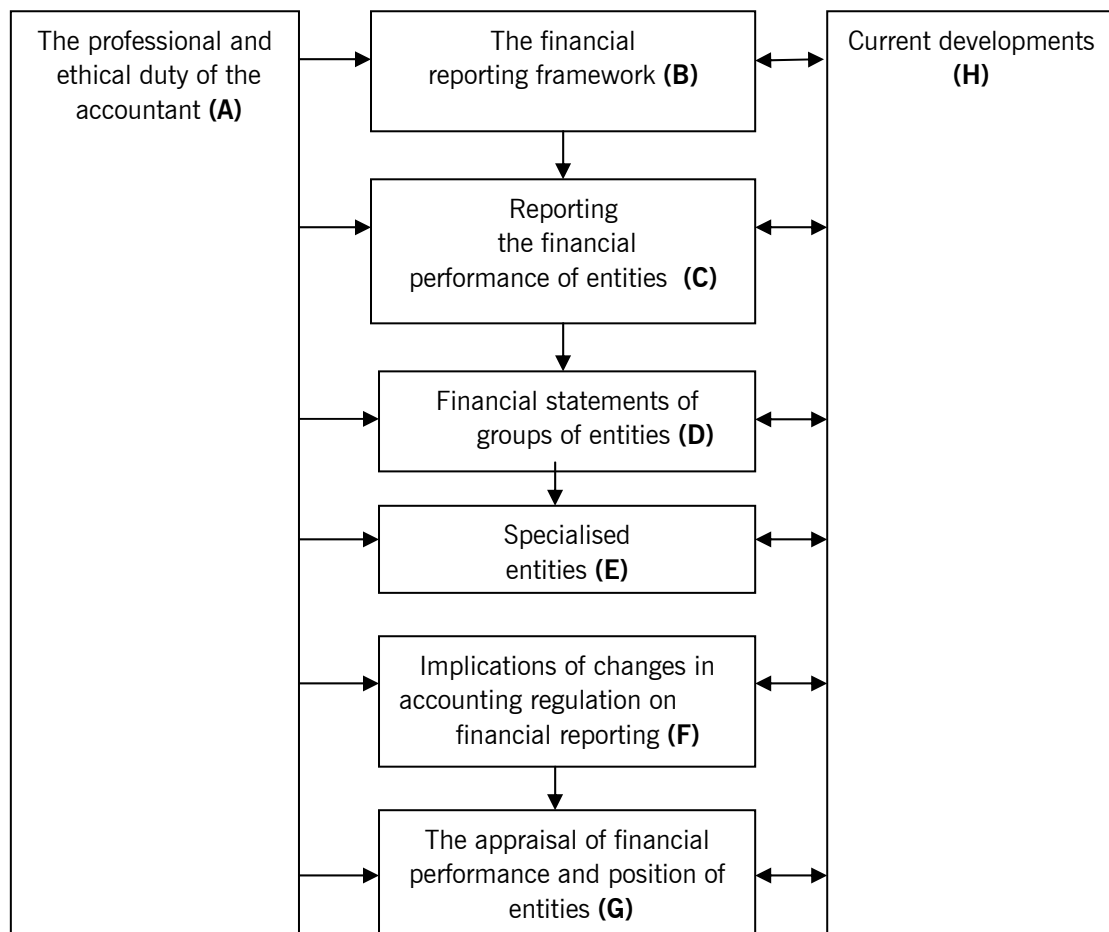 The professional and
ethical duty of the
accountant (A)
The financial
reporting framework (B)
Current developments
(H)
Reporting
the financial
performance of entities (C)
Financial statements of
groups of entities (D)
Specialised
entities (E)
Implications of changes in
accounting regulation on
financial reporting (F)
The appraisal of financial
performance and position of
entities (G)